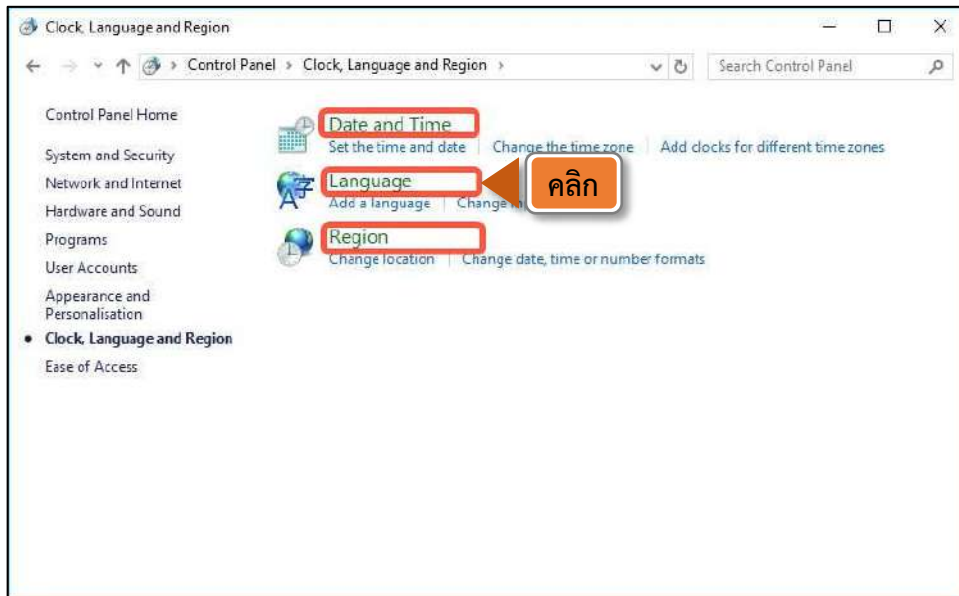 Clock, Language and Region
Control Panel › Clock, Language and Region ›
Search Control Panel
Control Panel Home
System and Security
Network and Internet
Hardware and Sound
Programs
User Accounts
Appearance and
Personalisation
Clock, Language and Region
Ease of Access
Date and Time
Set the time and date
Change the time zone
Add clocks for different time zones
Language
Add a language
Change
คลิก
Region
Change location
Change date, time or number formats